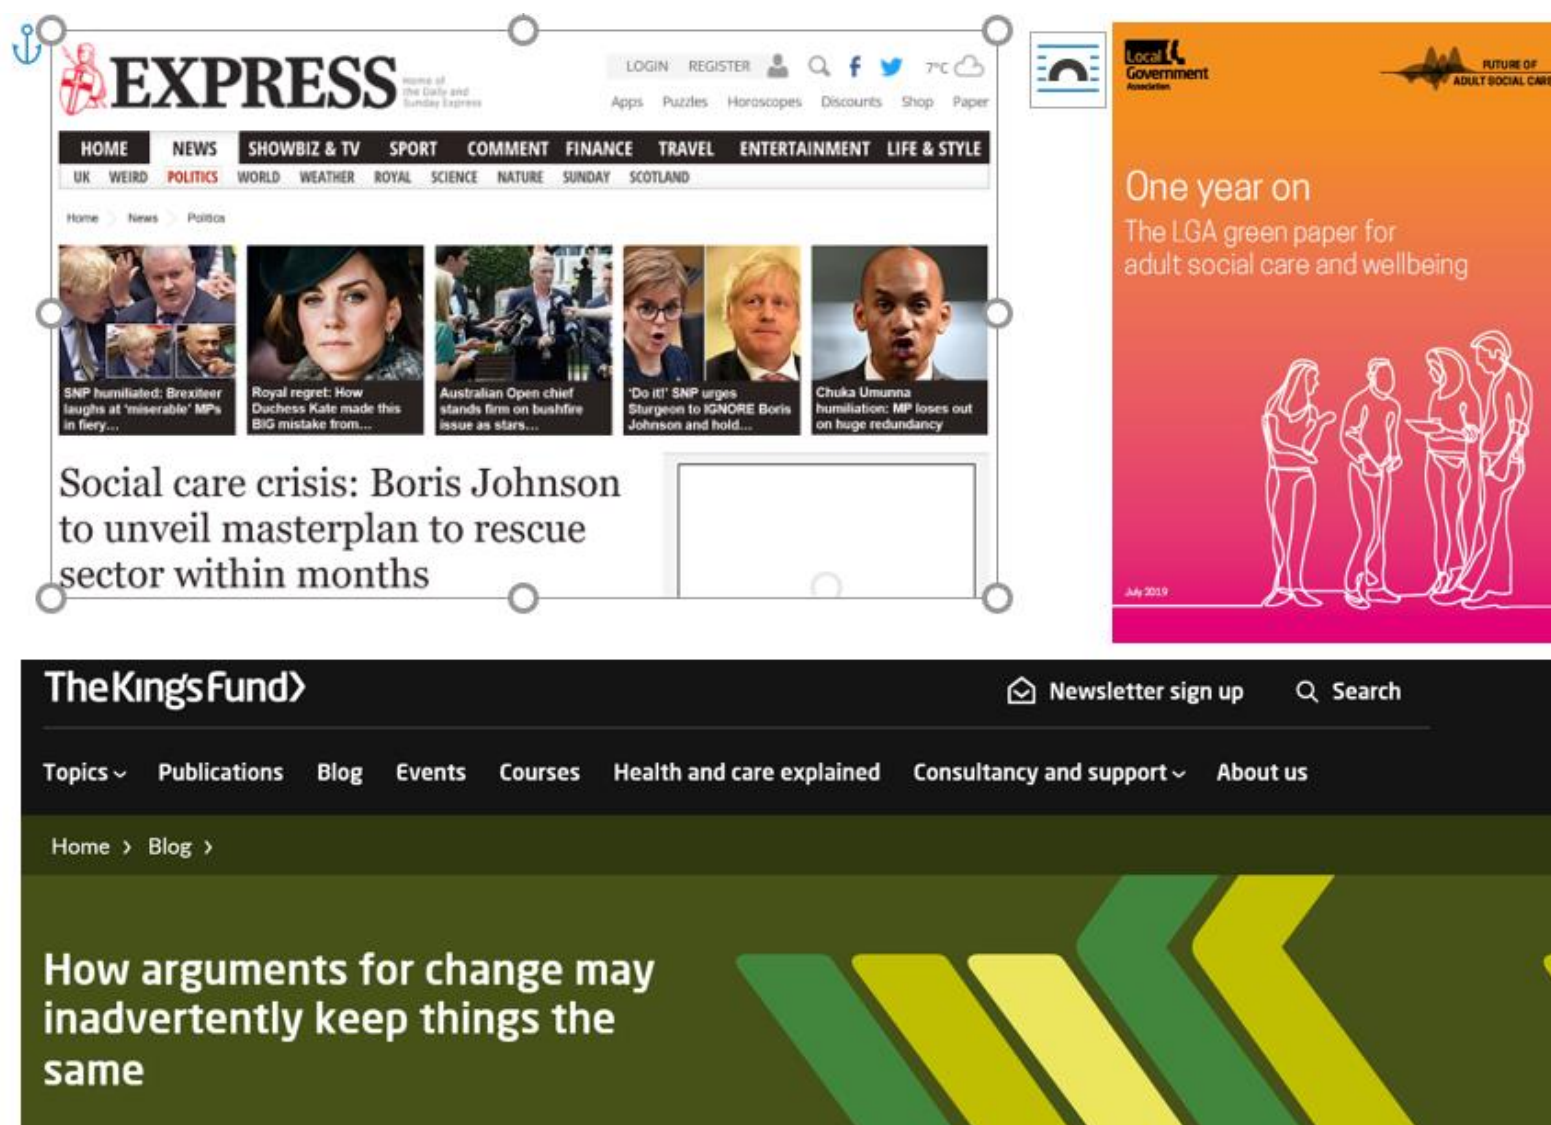 EXPRESS
Home of
the Daily and
Sunday Express
LOGIN REGISTER
7°C
Apps Puzzles Horoscopes Discounts Shop Paper
HOME NEWS SHOWBIZ & TV SPORT COMMENT FINANCE TRAVEL ENTERTAINMENT LIFE & STYLE
UK WEIRD POLITICS WORLD WEATHER ROYAL SCIENCE NATURE SUNDAY SCOTLAND
Home News Politics
SNP humiliated: Brexiteer
laughs at 'miserable' MPs
in fiery...
Royal regret: How
Duchess Kate made this
BIG mistake from...
Australian Open chief
stands firm on bushfire
issue as stars...
'Do it!' SNP urges
Sturgeon to IGNORE Boris
Johnson and hold...
Chuka Umunna
humiliation: MP loses out
on huge redundancy
Social care crisis: Boris Johnson
to unveil masterplan to rescue
sector within months
Local
Government
Association
FUTURE OF
ADULT SOCIAL CARE
One year on
The LGA green paper for
adult social care and wellbeing
July 2019
TheKing'sFund>
Newsletter sign up Search
Topics Publications Blog Events Courses Health and care explained Consultancy and support About us
Home > Blog >
How arguments for change may
inadvertently keep things the
same